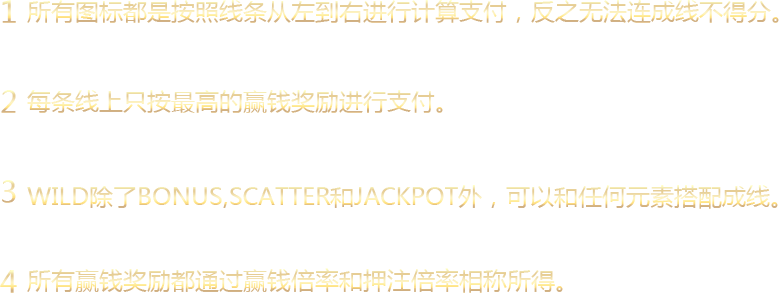 1 所有图标都是按照线条从左到右进行计算支付，反之无法连成线不得分。
2 每条线上只按最高的赢钱奖励进行支付。
3 WILD除了BONUS,SCATTER和JACKPOT外，可以和任何元素搭配成线。
4 所有赢钱奖励都通过赢钱倍率和押注倍率相称所得。